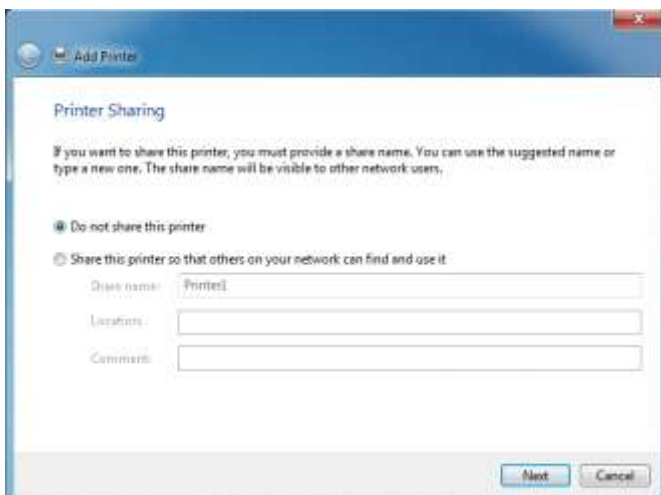 Add Printer
Printer Sharing
If you want to share this printer, you must provide a share name. You can use the suggested name or
type a new one. The share name will be visible to other network users.
Do not share this printer
Share this printer so that others on your network can find and use it
Share name: Printer1
Location:
Comment:
Next Cancel